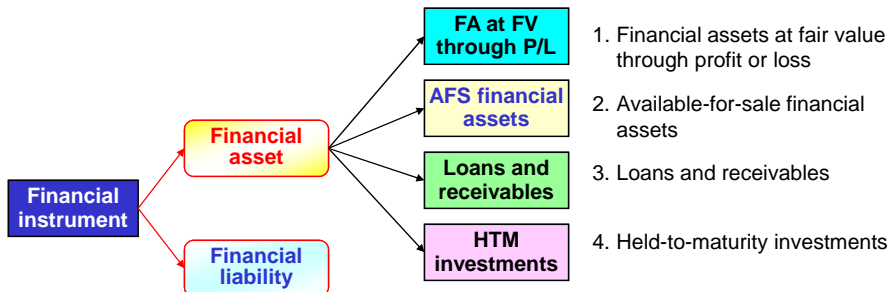 Financial
instrument
Financial
asset
Financial
liability
FA at FV
through P/L
AFS financial
assets
Loans and
receivables
HTM
investments
1. Financial assets at fair value
through profit or loss
2. Available-for-sale financial
assets
3. Loans and receivables
4. Held-to-maturity investments